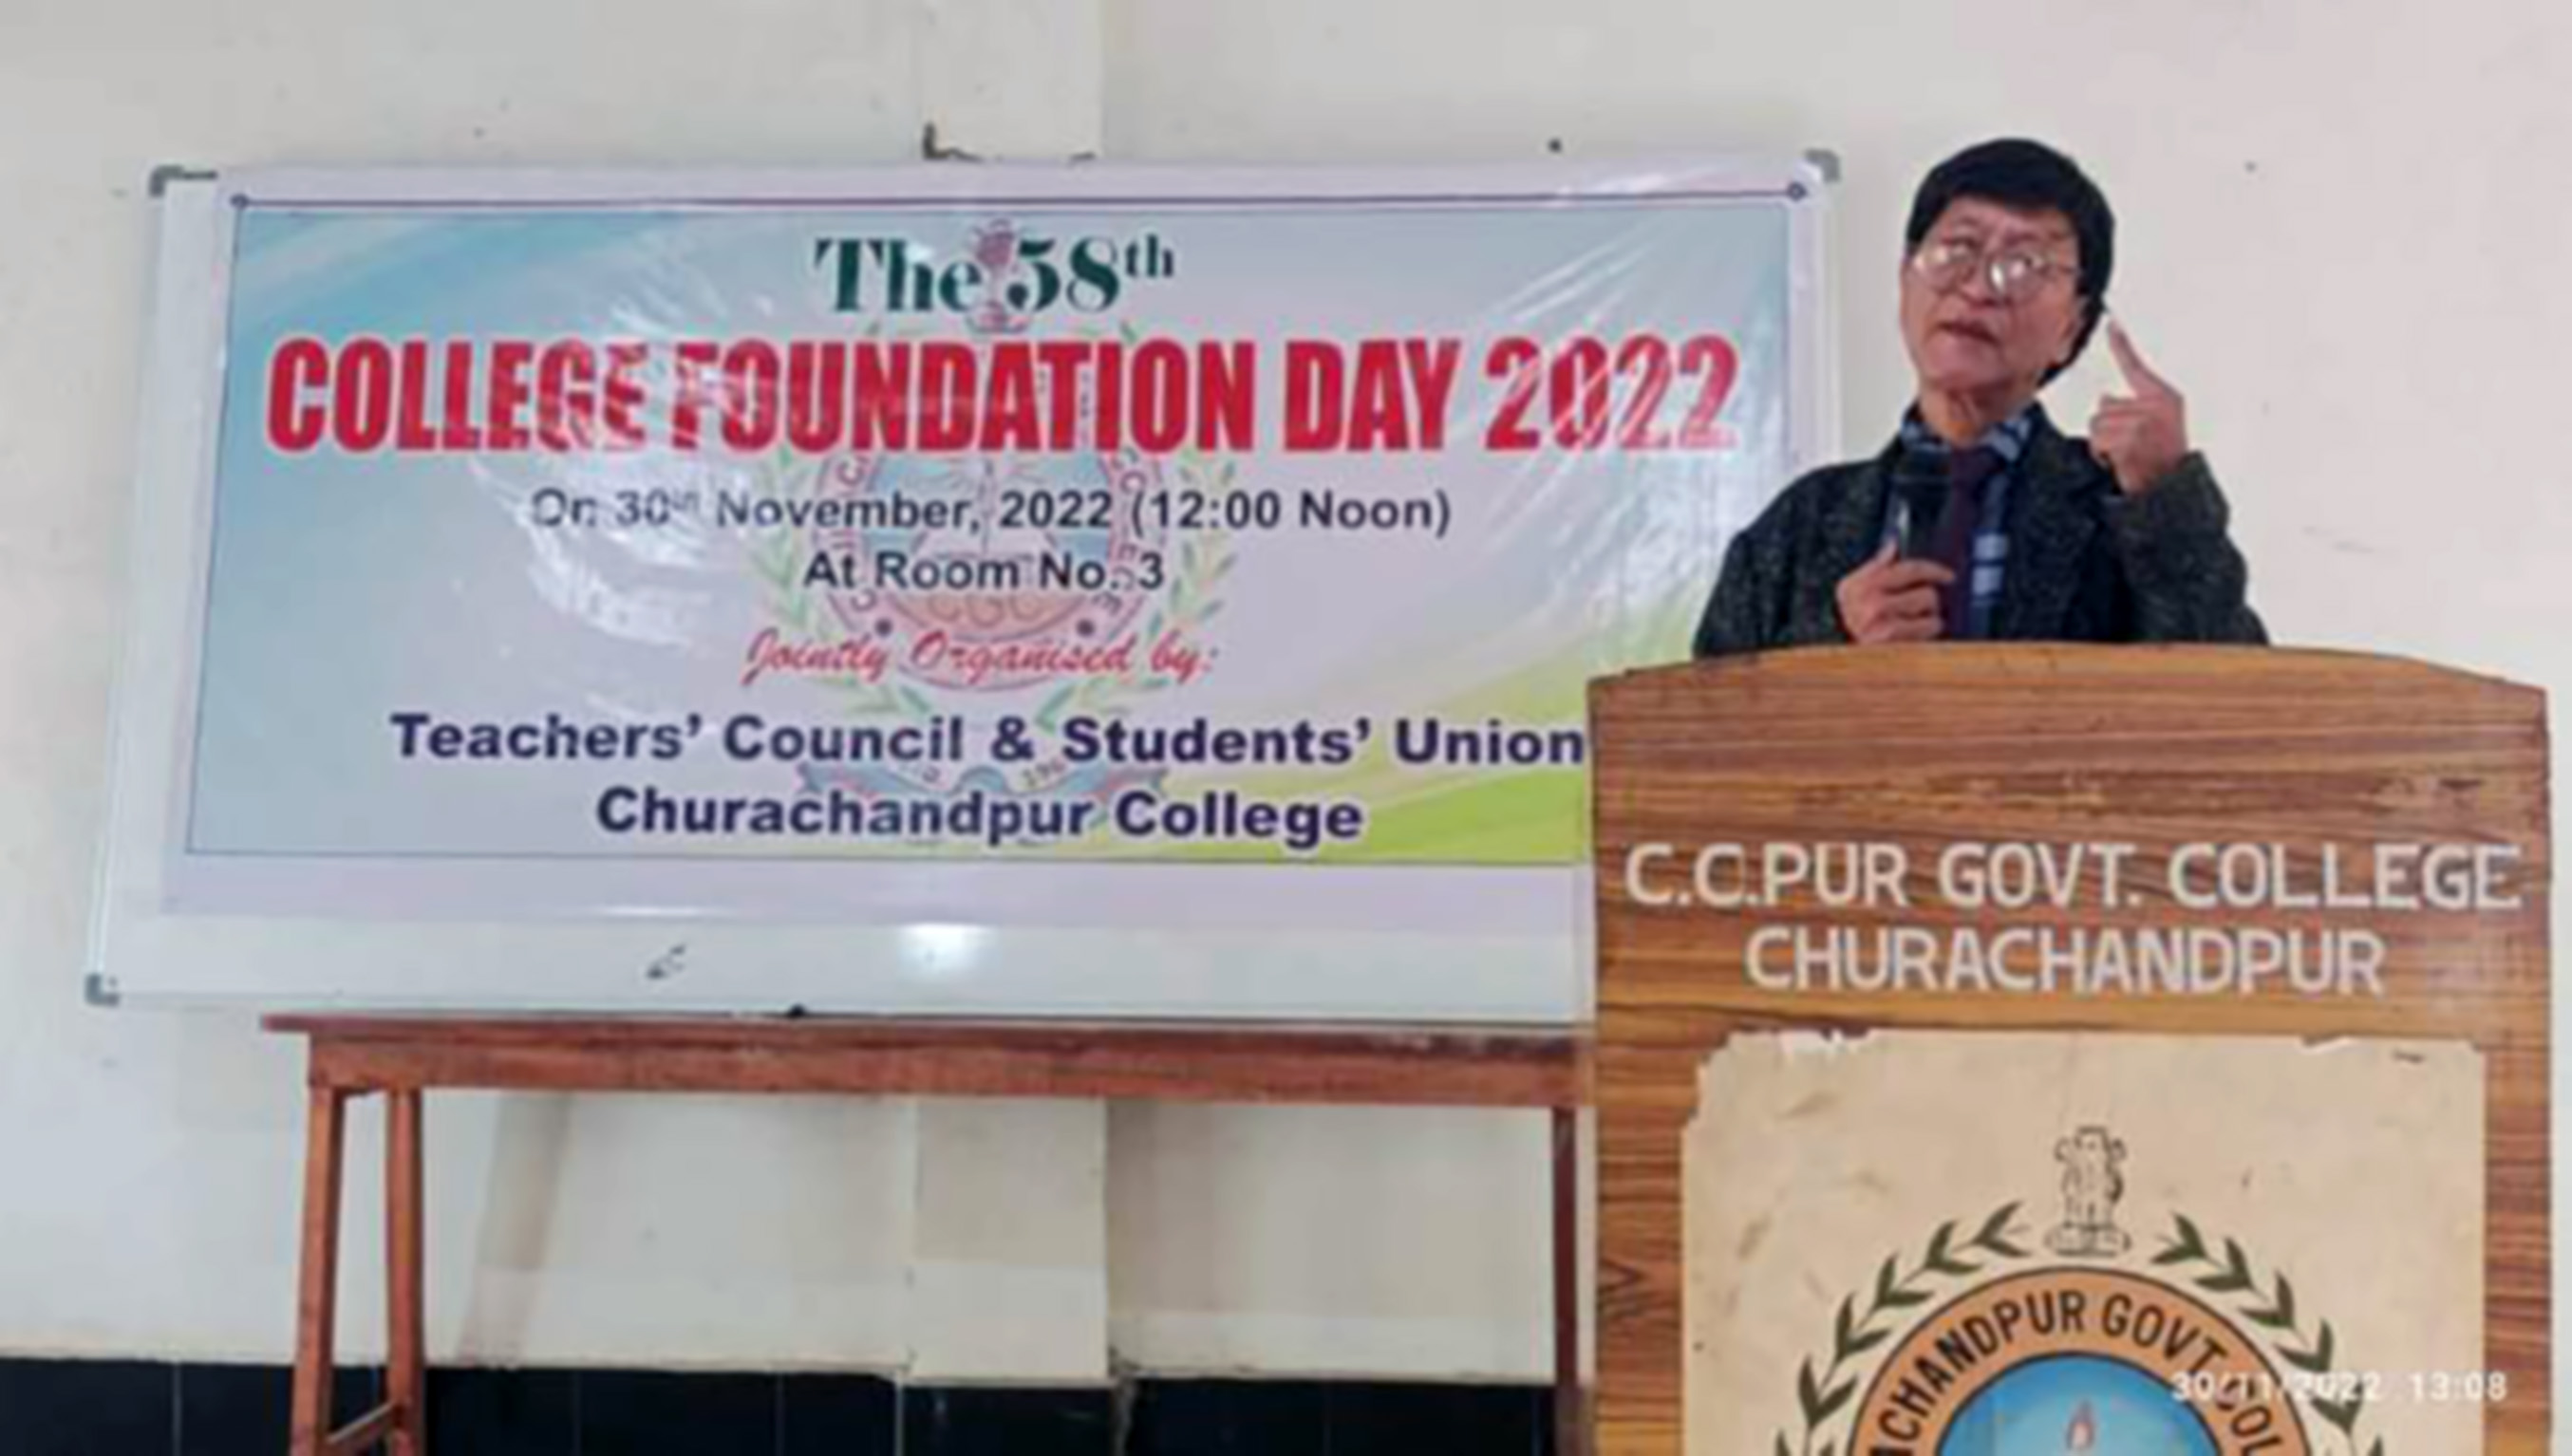 The 58th
COLLEGE FOUNDATION DAY 2022
On 30th November, 2022 (12:00 Noon)
At Room No. 3
Jointly Organised by:
Teachers' Council & Students' Union
Churachandpur College
C.C.PUR GOVT. COLLEGE
CHURACHANDPUR
GOVT.
30/11/2022 13:08